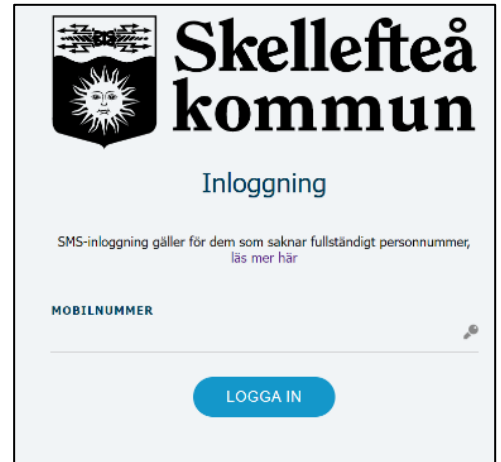 Skellefteå
kommun
Inloggning
SMS-inloggning gäller för dem som saknar fullständigt personnummer,
läs mer här
MOBILNUMMER
LOGGA IN